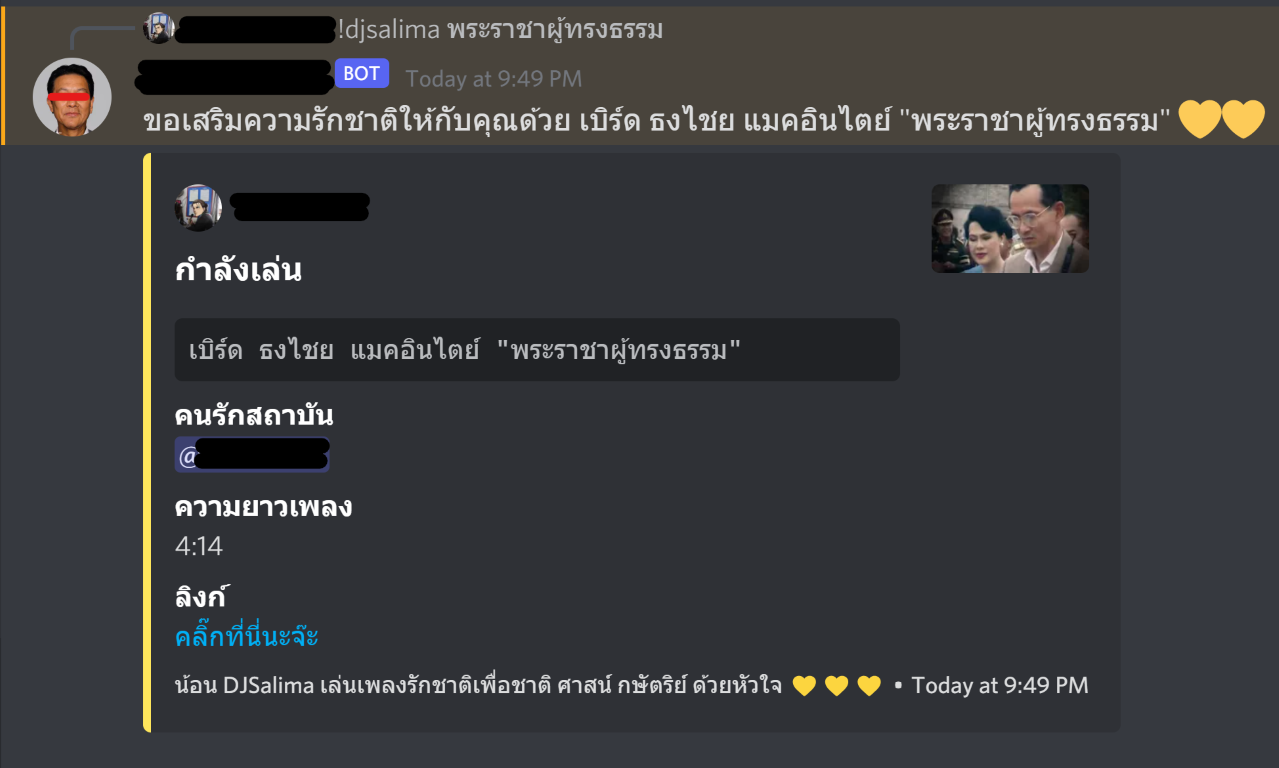 !djsalima พระราชาผู้ทรงธรรม
BOT Today at 9:49 PM
ขอเสริมความรักชาติให้กับคุณด้วย เบิร์ด ธงไชย แมคอินไตย์ "พระราชาผู้ทรงธรรม" 💛💛
กำลังเล่น
เบิร์ด ธงไชย แมคอินไตย์ "พระราชาผู้ทรงธรรม"
คนรักสถาบัน
@
ความยาวเพลง
4:14
ลิงก์
คลิ๊กที่นี่นะจ๊ะ
น้อน DJSalima เล่นเพลงรักชาติเพื่อชาติ ศาสน์ กษัตริย์ ด้วยหัวใจ 💛 💛 💛 • Today at 9:49 PM